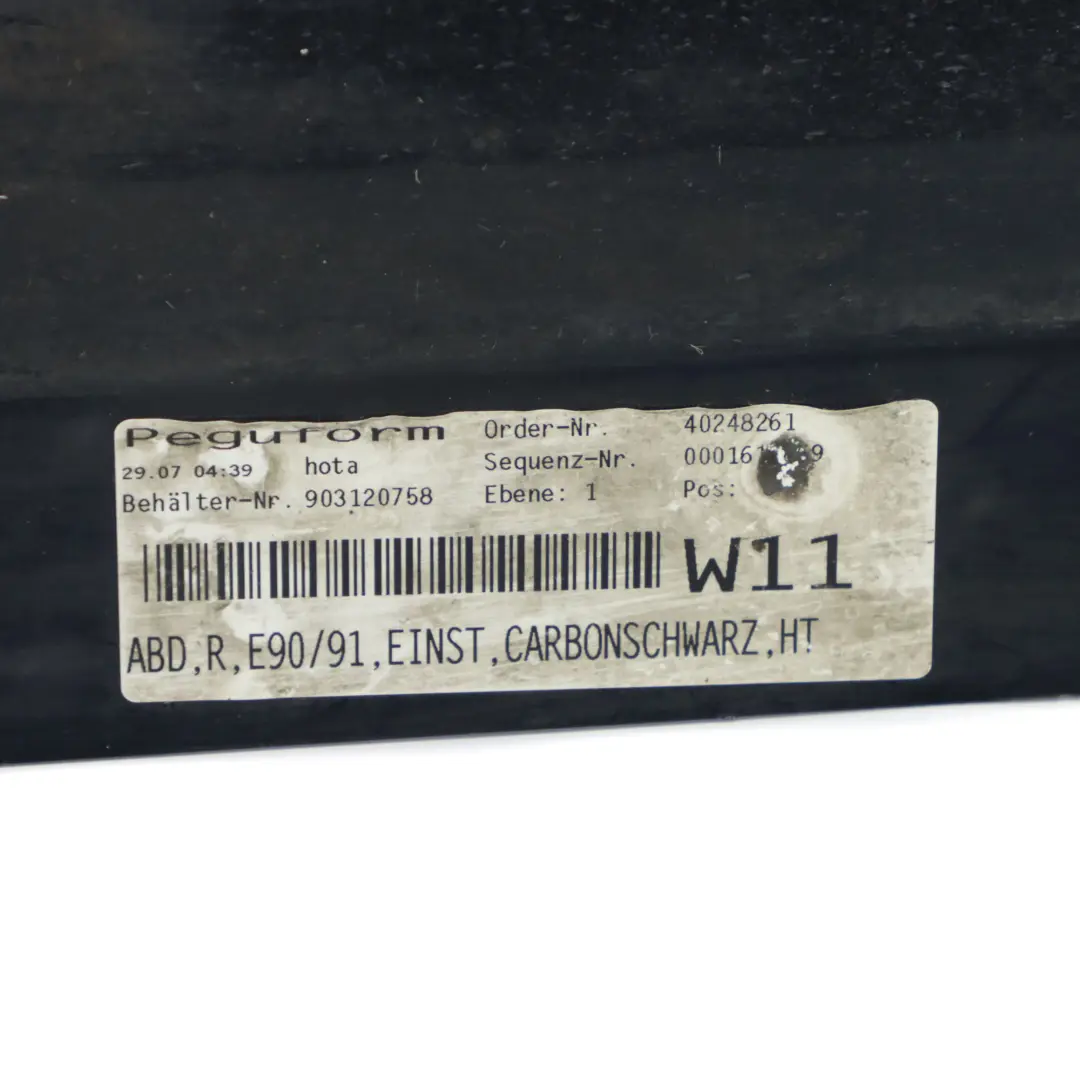 Peguform Order-Nr. 40248261
29.07 04:39 hota Sequenz-Nr.
Behälter-Nr. 903120758 Ebene: 1 Pos:
W11
ABD,R,E90/91,EINST,CARBONSCHWARZ,HT